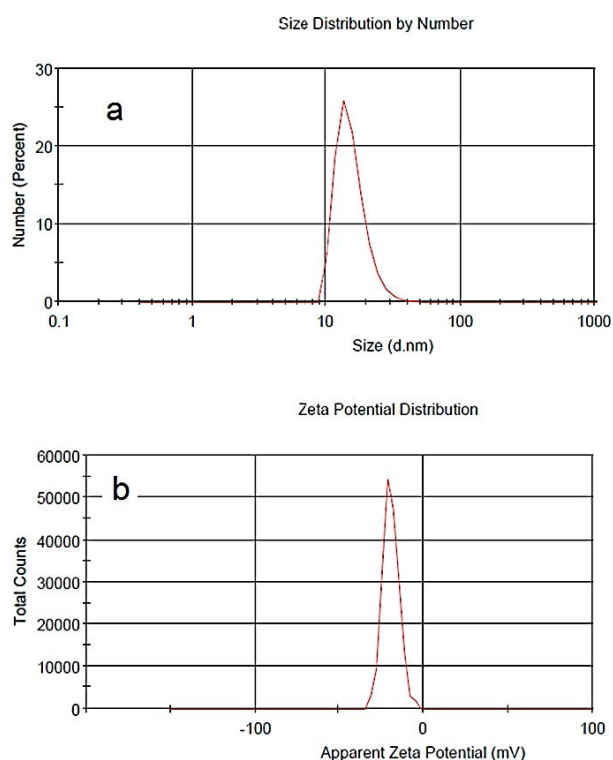 Size Distribution by Number
a
30
20
10
0
Number (Percent)
0.1 1 10 100 1000
Size (d.nm)
Zeta Potential Distribution
b
60000
50000
40000
30000
20000
10000
0
Total Counts
-100 0 100
Apparent Zeta Potential (mV)